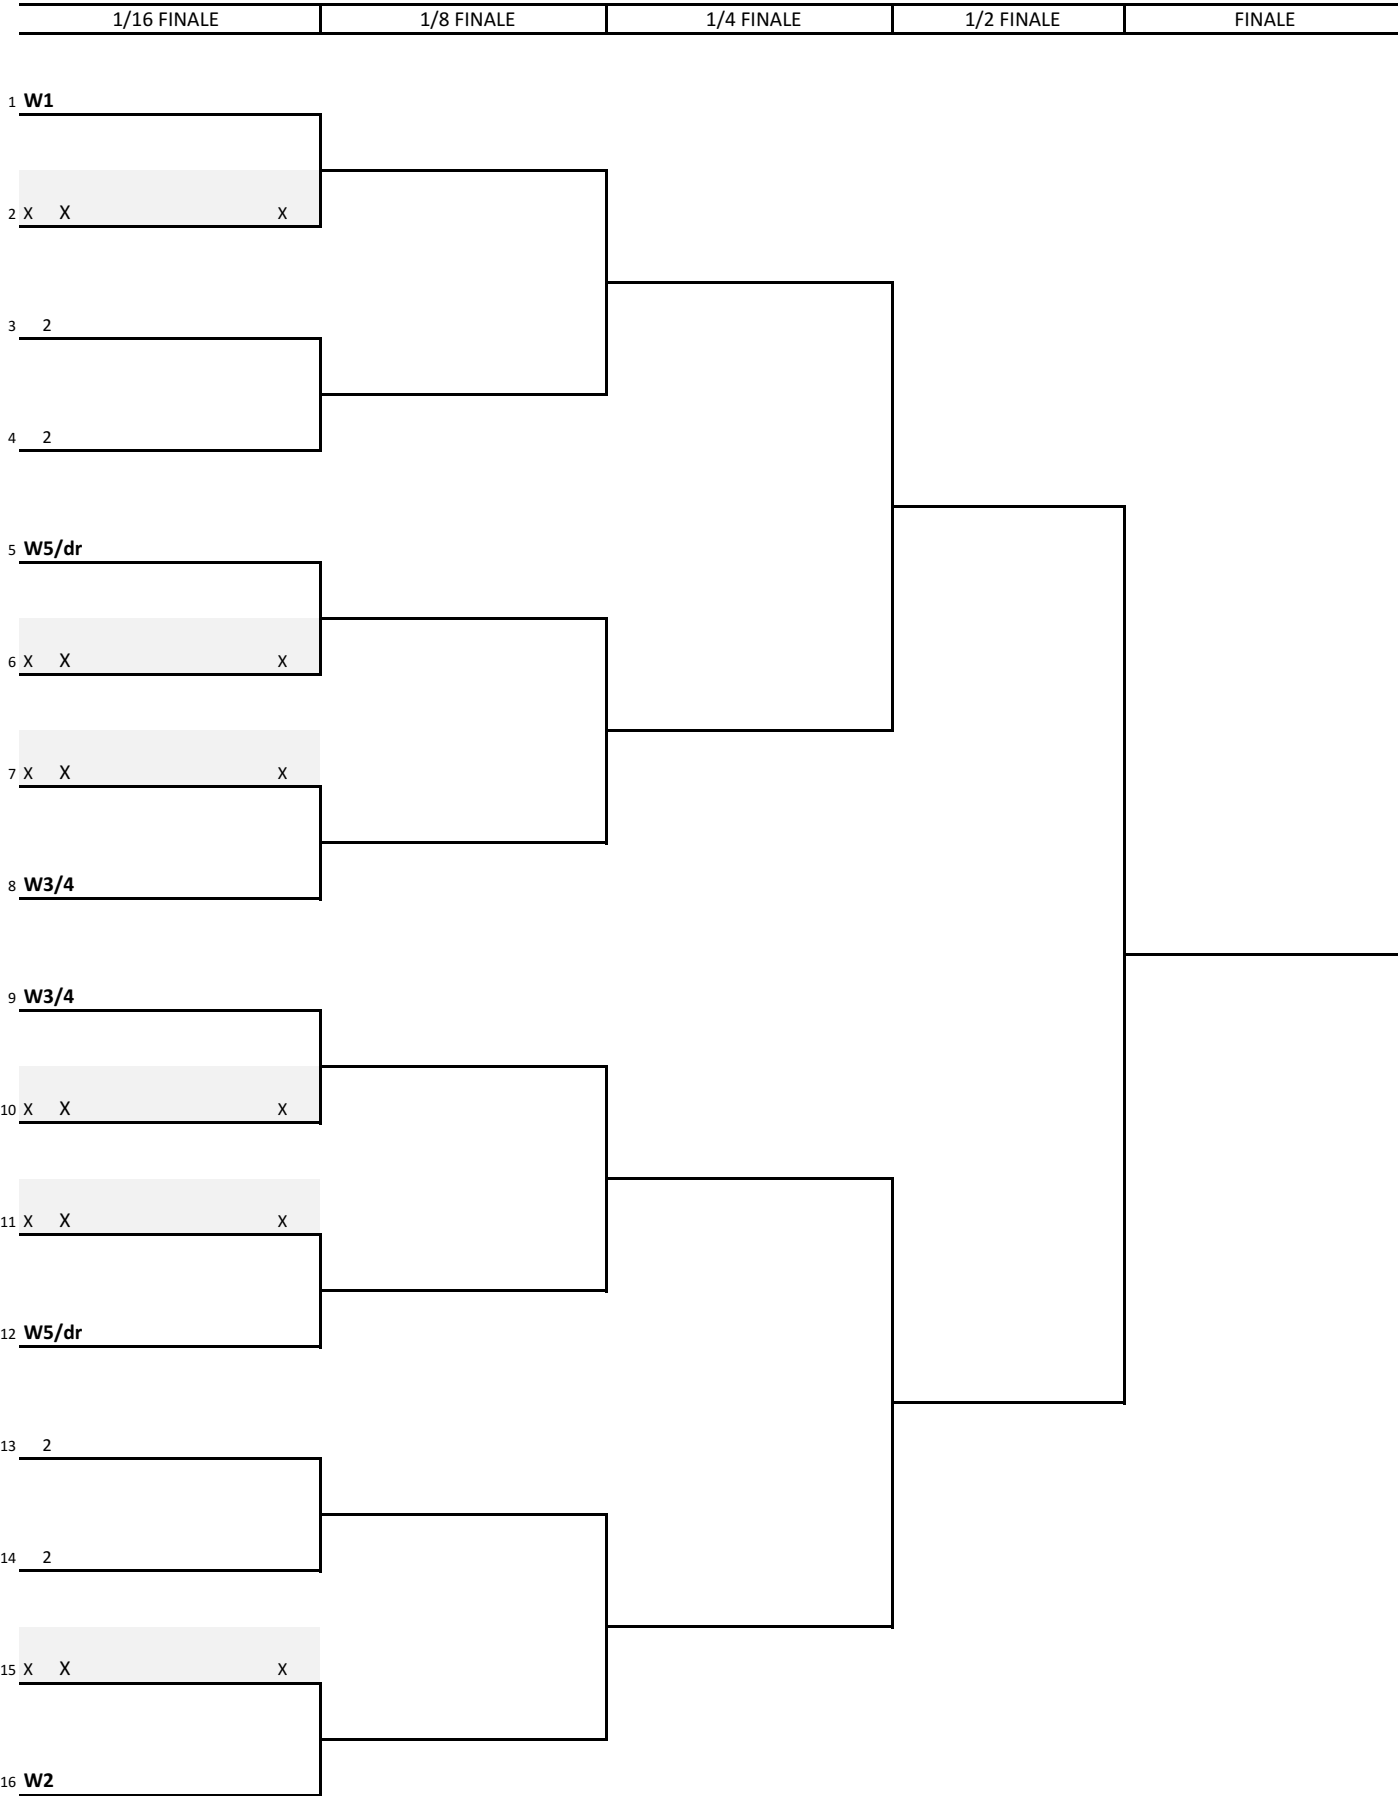 1/16 FINALE 1/8 FINALE 1/4 FINALE 1/2 FINALE FINALE
1 W1
2 X X X
3 2
4 2
5 W5/dr
6 X X X
7 X X X
8 W3/4
9 W3/4
10 X X X
11 X X X
12 W5/dr
13 2
14 2
15 X X X
16 W2